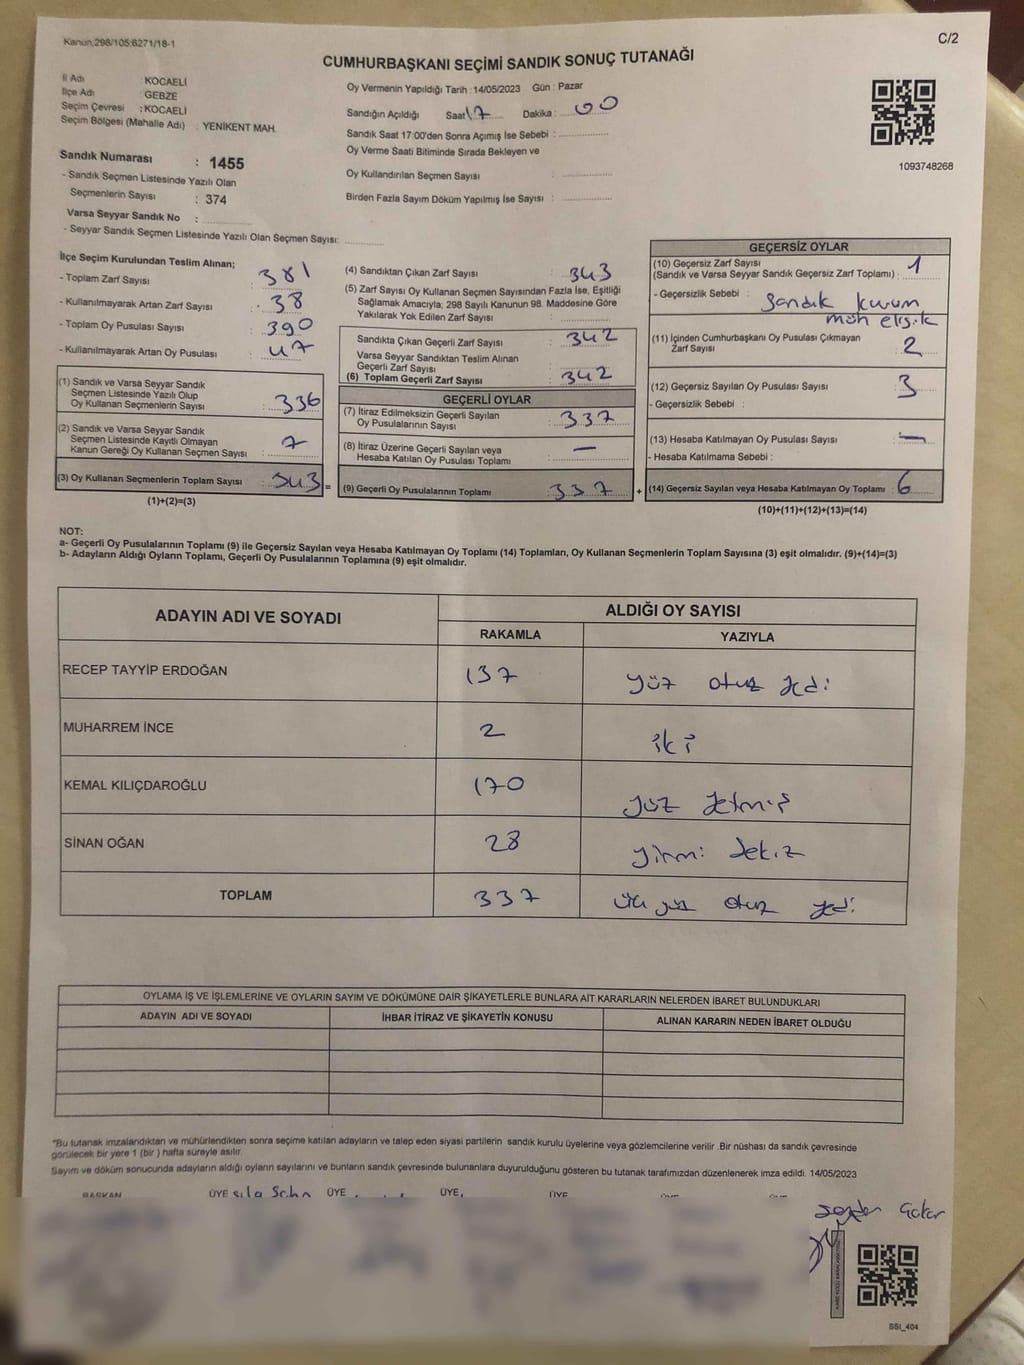 Kanun:298/105;6271/18-1
C/2
CUMHURBAŞKANI SEÇİMİ SANDIK SONUÇ TUTANAĞI
İl Adı : KOCAELİ
İlçe Adı : GEBZE
Seçim Çevresi : KOCAELİ
Seçim Bölgesi (Mahalle Adı) : YENİKENT MAH.
Sandık Numarası : 1455
- Sandık Seçmen Listesinde Yazılı Olan
Seçmenlerin Sayısı : 374
Varsa Seyyar Sandık No :
- Seyyar Sandık Seçmen Listesinde Yazılı Olan Seçmen Sayısı:
Oy Vermenin Yapıldığı Tarih : 14/05/2023 Gün : Pazar
Sandığın Açıldığı Saat 17 Dakika : 00
Sandık Saat 17:00'den Sonra Açımış İse Sebebi :
Oy Verme Saati Bitiminde Sırada Bekleyen ve
Oy Kullandırılan Seçmen Sayısı :
Birden Fazla Sayım Döküm Yapılmış İse Sayısı :
1093748268
İlçe Seçim Kurulundan Teslim Alınan;
- Toplam Zarf Sayısı : 381
- Kullanılmayarak Artan Zarf Sayısı : 38
- Toplam Oy Pusulası Sayısı : 390
- Kullanılmayarak Artan Oy Pusulası : 47
(1) Sandık ve Varsa Seyyar Sandık
Seçmen Listesinde Yazılı Olup
Oy Kullanan Seçmenlerin Sayısı : 336
(2) Sandık ve Varsa Seyyar Sandık
Seçmen Listesinde Kayıtlı Olmayan
Kanun Gereği Oy Kullanan Seçmen Sayısı : 7
(3) Oy Kullanan Seçmenlerin Toplam Sayısı : 343 =
(1)+(2)=(3)
(4) Sandıktan Çıkan Zarf Sayısı : 343
(5) Zarf Sayısı Oy Kullanan Seçmen Sayısından Fazla İse, Eşitliği
Sağlamak Amacıyla; 298 Sayılı Kanunun 98. Maddesine Göre
Yakılarak Yok Edilen Zarf Sayısı :
Sandıkta Çıkan Geçerli Zarf Sayısı : 342
Varsa Seyyar Sandıktan Teslim Alınan
Geçerli Zarf Sayısı :
(6) Toplam Geçerli Zarf Sayısı : 342
GEÇERLİ OYLAR
(7) İtiraz Edilmeksizin Geçerli Sayılan
Oy Pusulalarının Sayısı : 337
(8) İtiraz Üzerine Geçerli Sayılan veya
Hesaba Katılan Oy Pusulası Toplamı : —
(9) Geçerli Oy Pusulalarının Toplamı : 337 +
GEÇERSİZ OYLAR
(10) Geçersiz Zarf Sayısı
(Sandık ve Varsa Seyyar Sandık Geçersiz Zarf Toplamı) : 1
- Geçersizlik Sebebi : Sandık kurum
müh eksik
(11) İçinden Cumhurbaşkanı Oy Pusulası Çıkmayan
Zarf Sayısı : 2
(12) Geçersiz Sayılan Oy Pusulası Sayısı : 3
- Geçersizlik Sebebi :
(13) Hesaba Katılmayan Oy Pusulası Sayısı : —
- Hesaba Katılmama Sebebi :
(14) Geçersiz Sayılan veya Hesaba Katılmayan Oy Toplamı : 6
(10)+(11)+(12)+(13)=(14)
NOT:
a- Geçerli Oy Pusulalarının Toplamı (9) ile Geçersiz Sayılan veya Hesaba Katılmayan Oy Toplamı (14) Toplamları, Oy Kullanan Seçmenlerin Toplam Sayısına (3) eşit olmalıdır. (9)+(14)=(3)
b- Adayların Aldığı Oyların Toplamı, Geçerli Oy Pusulalarının Toplamına (9) eşit olmalıdır.
ADAYIN ADI VE SOYADI ALDIĞI OY SAYISI
RAKAMLA YAZIYLA
RECEP TAYYİP ERDOĞAN 137 yüz otuz yedi
MUHARREM İNCE 2 iki
KEMAL KILIÇDAROĞLU 170 yüz yetmiş
SİNAN OĞAN 28 yirmi sekiz
TOPLAM 337 üç yüz otuz yedi
OYLAMA İŞ VE İŞLEMLERİNE VE OYLARIN SAYIM VE DÖKÜMÜNE DAİR ŞİKAYETLERLE BUNLARA AİT KARARLARIN NELERDEN İBARET BULUNDUKLARI
ADAYIN ADI VE SOYADI İHBAR İTİRAZ VE ŞİKAYETİN KONUSU ALINAN KARARIN NEDEN İBARET OLDUĞU
*Bu tutanak imzalandıktan ve mühürlendikten sonra seçime katılan adayların ve talep eden siyasi partilerin sandık kurulu üyelerine veya gözlemcilerine verilir .Bir nüshası da sandık çevresinde
görülecek bir yere 1 (bir ) hafta süreyle asılır.
Sayım ve döküm sonucunda adayların aldığı oyların sayılarını ve bunların sandık çevresinde bulunanlara duyurulduğunu gösteren bu tutanak tarafımızdan düzenlenerek imza edildi. 14/05/2023
BAŞKAN ÜYE ÜYE ÜYE ÜYE
SSI_404